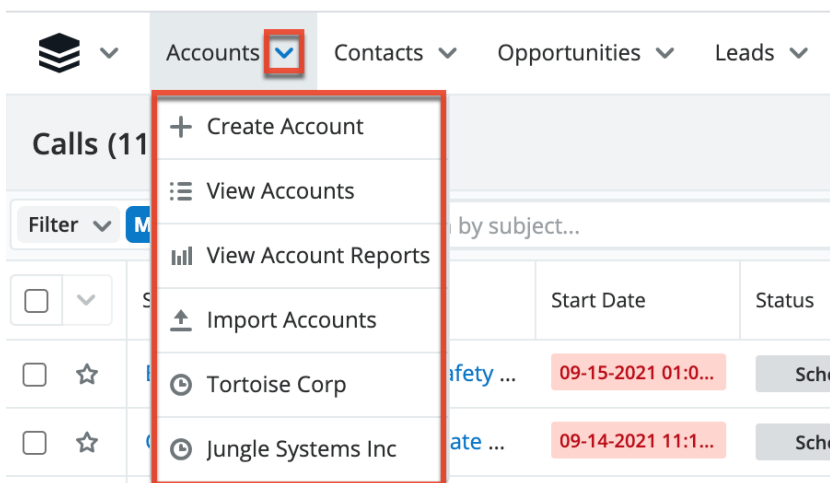 Accounts Contacts Opportunities Leads
Calls (11
Create Account
View Accounts
Filter
by subject...
View Account Reports
Start Date Status
Import Accounts
Tortoise Corp
afety ... 09-15-2021 01:0...
Jungle Systems Inc
ate ... 09-14-2021 11:1...